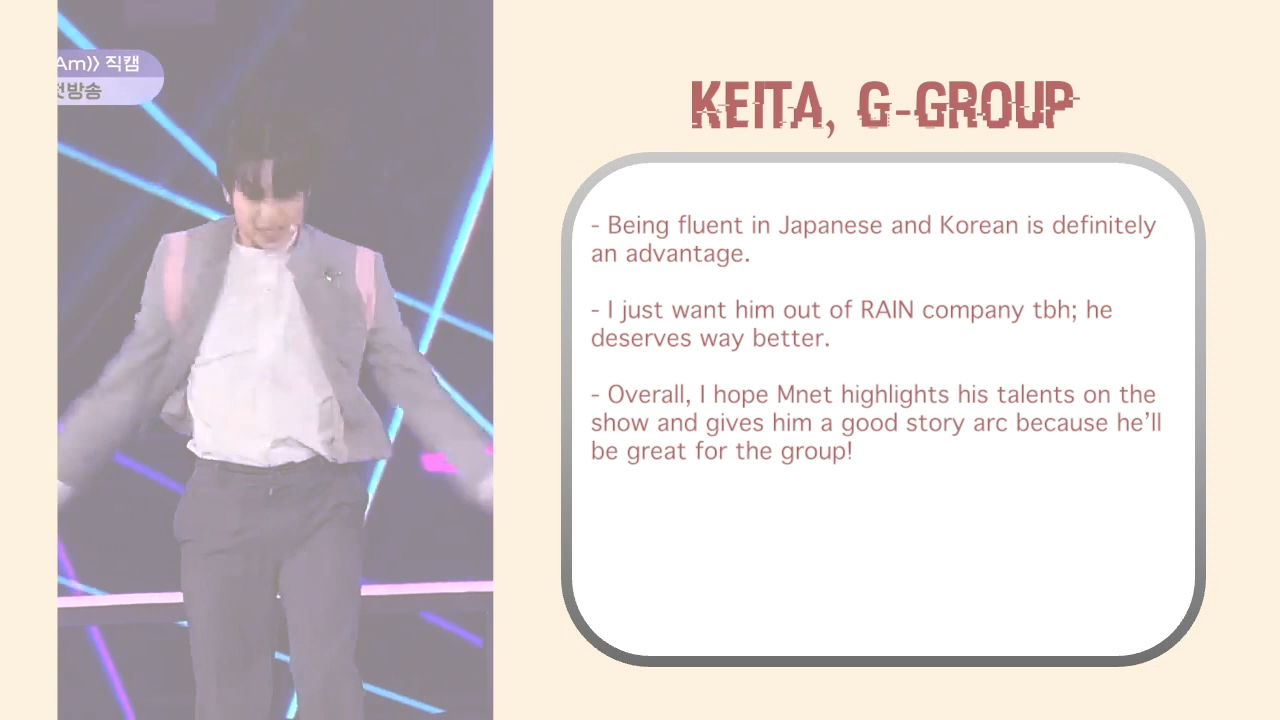 Am)⟫ 직캠
첫방송
KEITA, G-GROUP
- Being fluent in Japanese and Korean is definitely
an advantage.
- I just want him out of RAIN company tbh; he
deserves way better.
- Overall, I hope Mnet highlights his talents on the
show and gives him a good story arc because he’ll
be great for the group!